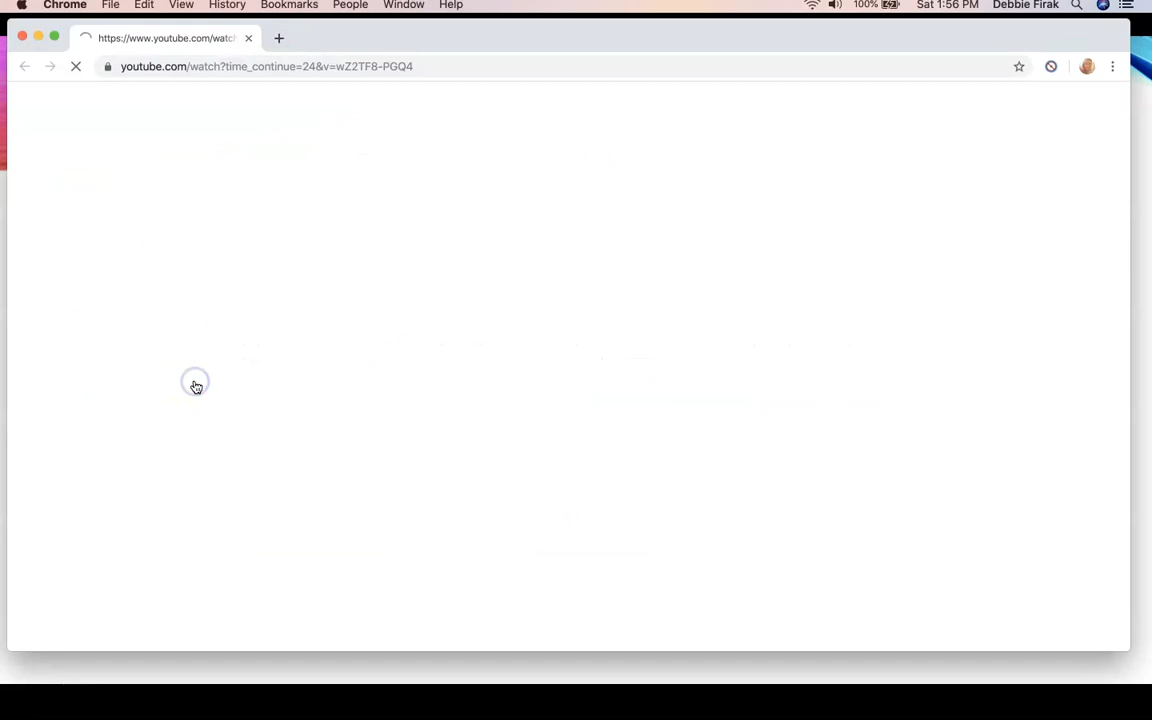 Chrome File Edit View History Bookmarks People Window Help 100% Sat 1:56 PM Debbie Firak
https://www.youtube.com/watc
youtube.com/watch?time_continue=24&v=wZ2TF8-PGQ4